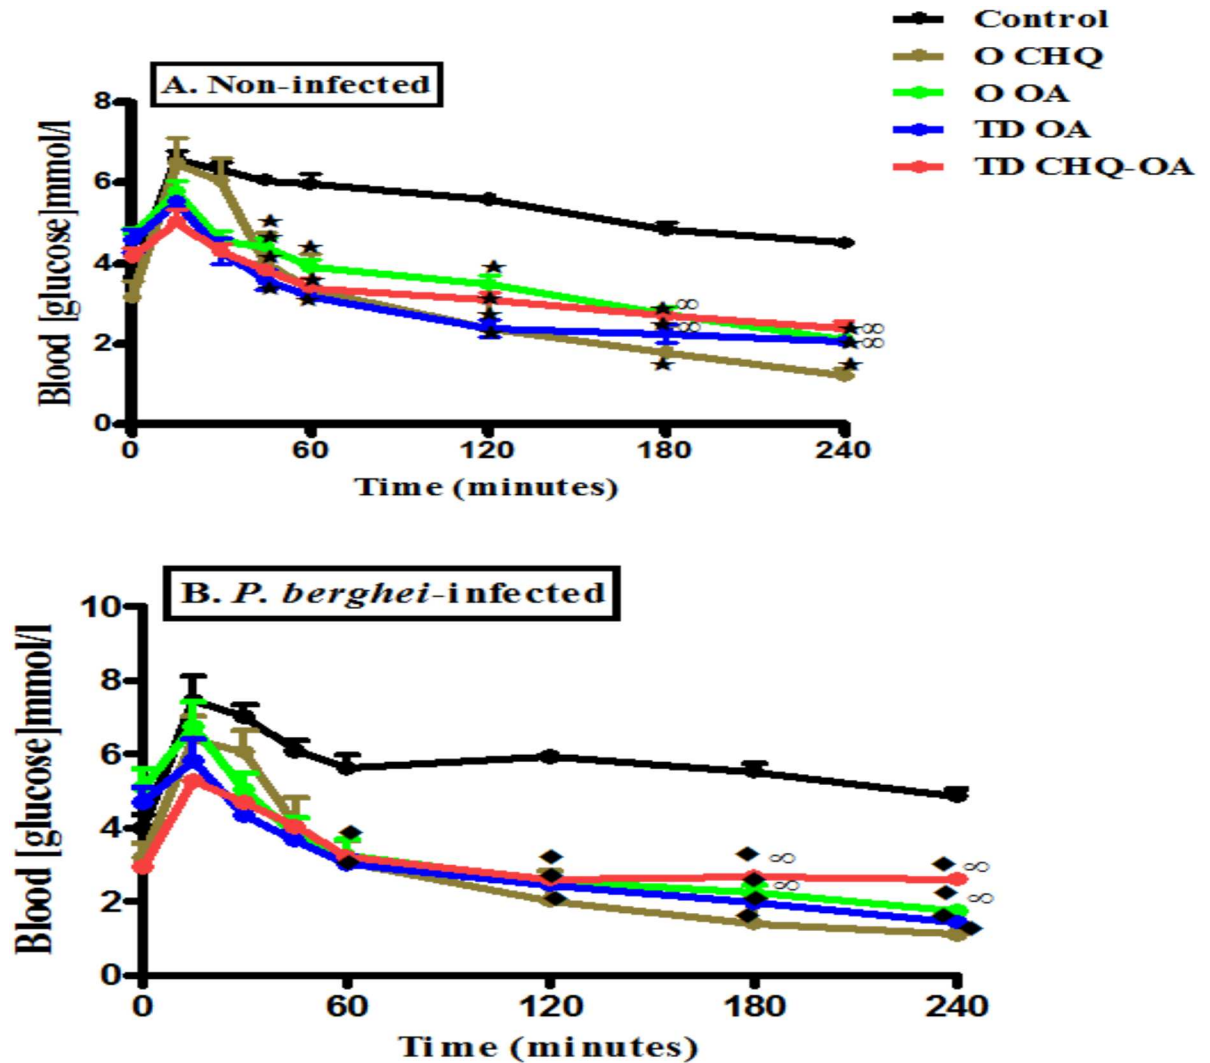 Control
O CHQ
O OA
TD OA
TD CHQ-OA
A. Non-infected
Blood [glucose]mmol/l
8
6
4
2
0
∞
∞
∞
∞
0 60 120 180 240
Time (minutes)
B. P. berghei-infected
Blood [glucose]mmol/l
10
8
6
4
2
0
∞
∞
∞
∞
0 60 120 180 240
Time (minutes)